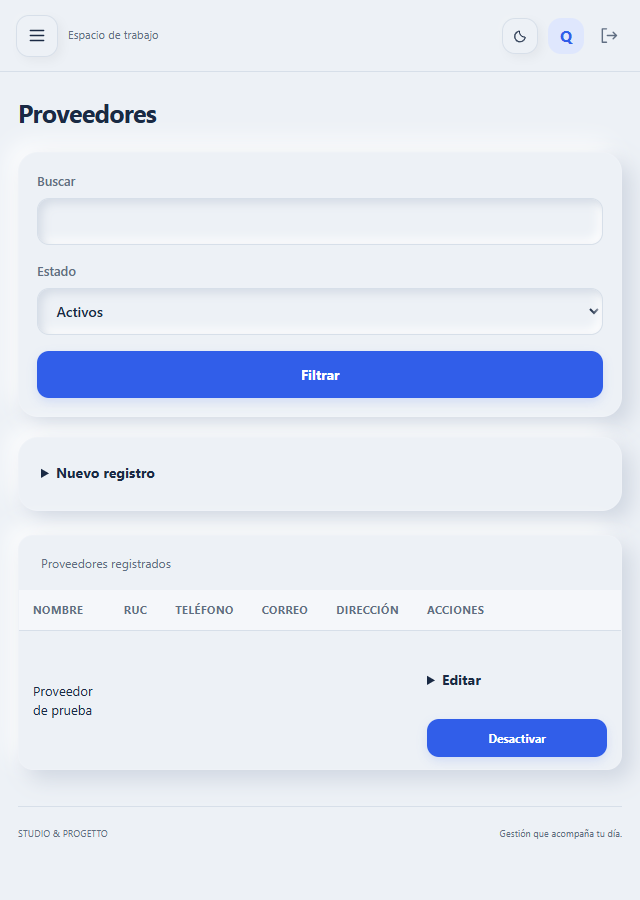 Espacio de trabajo
Q
Proveedores
Buscar
Estado
Activos
Filtrar
Nuevo registro
Proveedores registrados
NOMBRE RUC TELÉFONO CORREO DIRECCIÓN ACCIONES
Proveedor
de prueba
Editar
Desactivar
STUDIO & PROGETTO
Gestión que acompaña tu día.